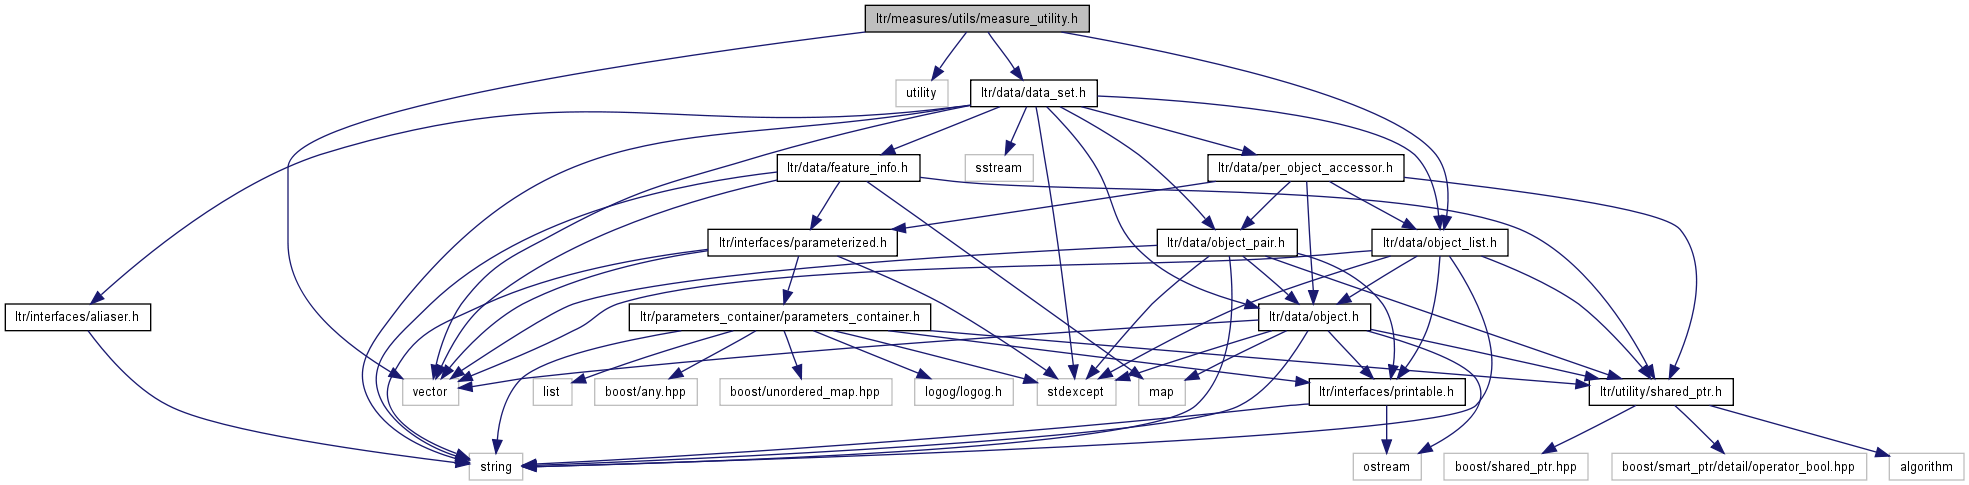 ltr/measures/utils/measure_utility.h
utility
ltr/data/data_set.h
ltr/data/feature_info.h
sstream
ltr/data/per_object_accessor.h
ltr/interfaces/parameterized.h
ltr/data/object_pair.h
ltr/data/object_list.h
ltr/interfaces/aliaser.h
ltr/parameters_container/parameters_container.h
ltr/data/object.h
vector
list
boost/any.hpp
boost/unordered_map.hpp
logog/logog.h
stdexcept
map
ltr/interfaces/printable.h
ltr/utility/shared_ptr.h
string
ostream
boost/shared_ptr.hpp
boost/smart_ptr/detail/operator_bool.hpp
algorithm